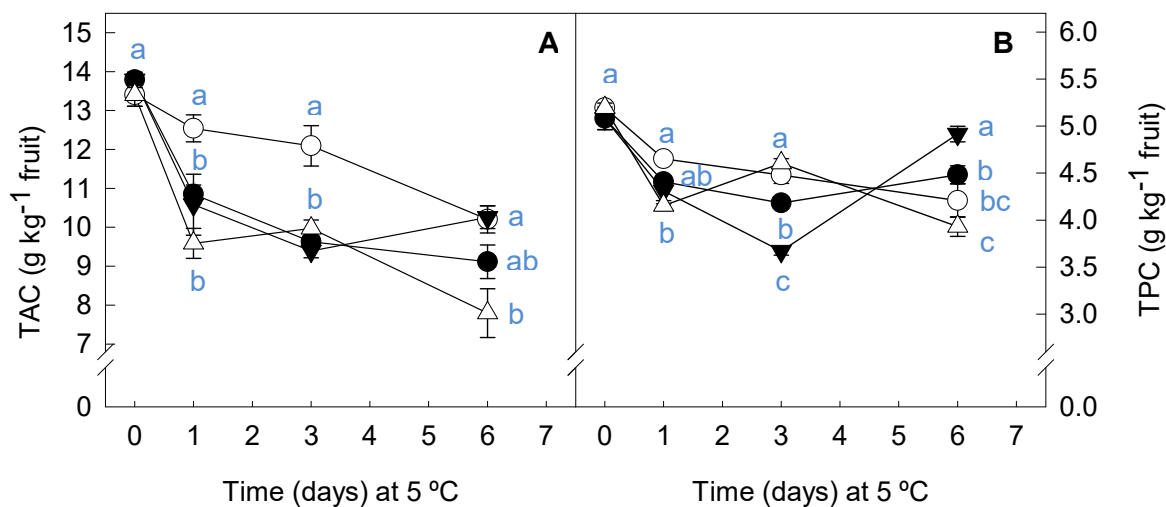 TAC (g kg⁻¹ fruit)
15
14
13
12
11
10
9
8
7
0
A
a
a
a
b
b
b
a
ab
b
0 1 2 3 4 5 6 7
Time (days) at 5 ºC
B
a
a
ab
b
a
b
c
a
b
bc
c
0 1 2 3 4 5 6 7
Time (days) at 5 ºC
6.0
5.5
5.0
4.5
4.0
3.5
3.0
0.0
TPC (g kg⁻¹ fruit)